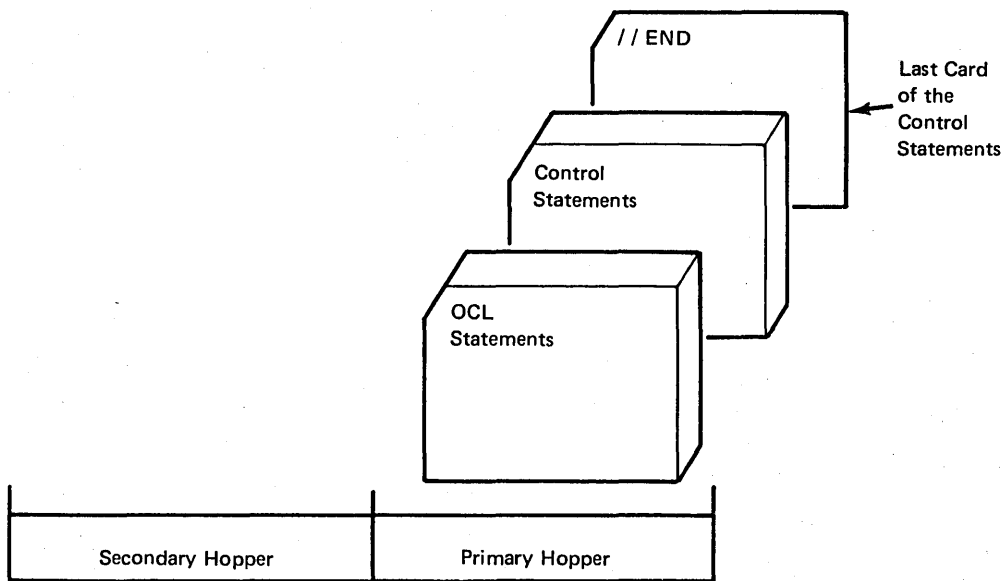 // END
Last Card
of the
Control
Statements
Control
Statements
OCL
Statements
Secondary Hopper
Primary Hopper